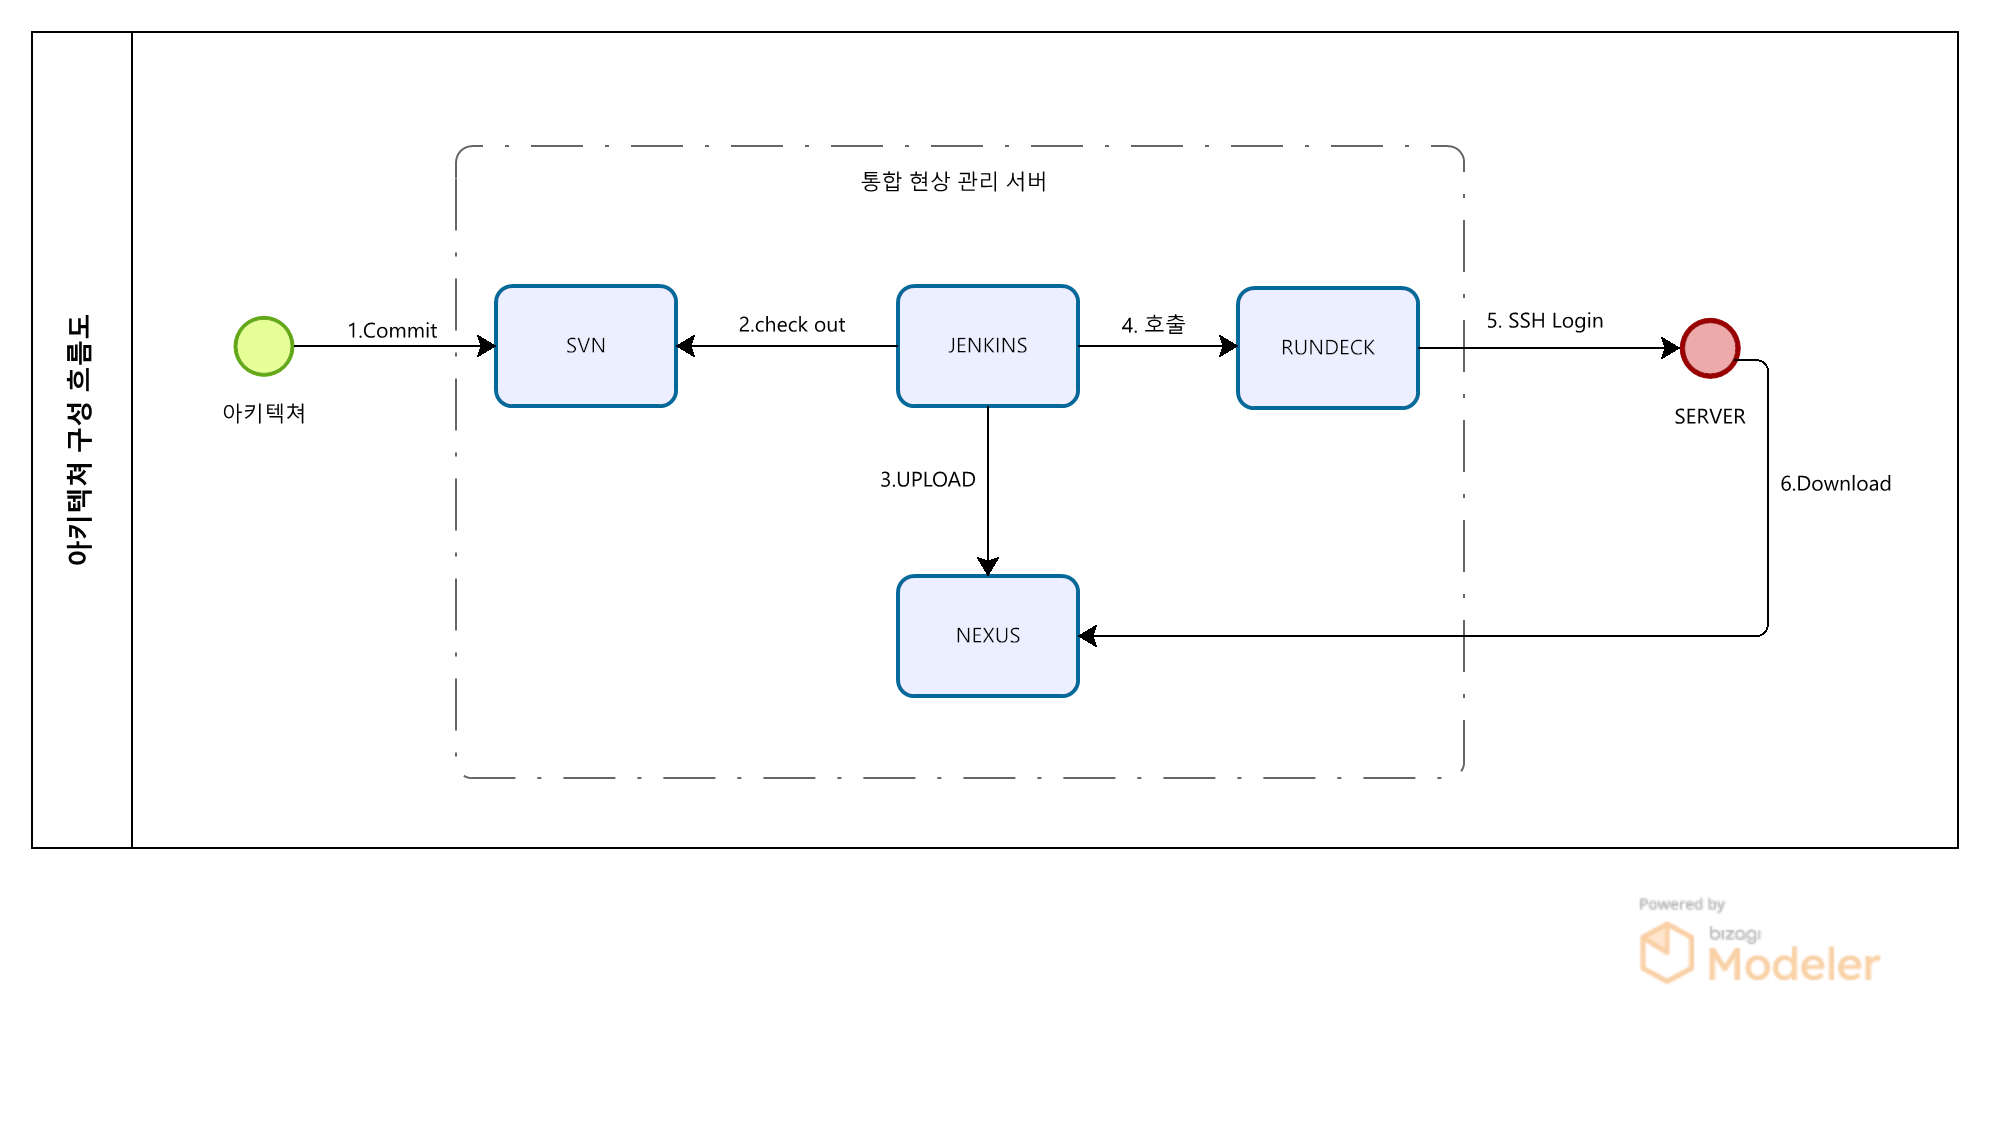 아키텍쳐 구성 흐름도
통합 현상 관리 서버
1.Commit
SVN
2.check out
JENKINS
4. 호출
RUNDECK
5. SSH Login
아키텍쳐
SERVER
3.UPLOAD
6.Download
NEXUS
Powered by
bizagi
Modeler